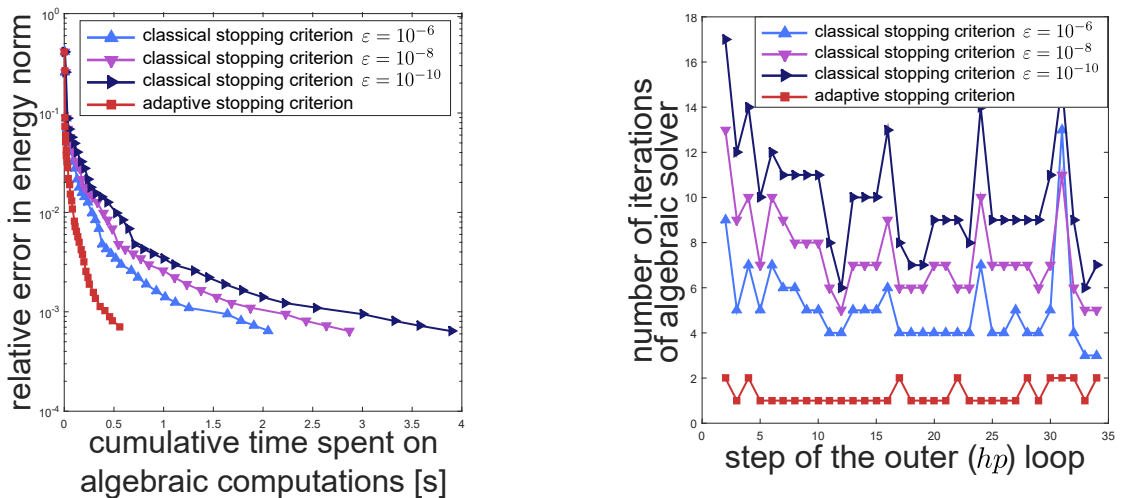 10^0
10^-1
10^-2
10^-3
10^-4
relative error in energy norm
classical stopping criterion ε = 10^-6
classical stopping criterion ε = 10^-8
classical stopping criterion ε = 10^-10
adaptive stopping criterion
0 0.5 1 1.5 2 2.5 3 3.5 4
cumulative time spent on
algebraic computations [s]
18
16
14
12
10
8
6
4
2
0
number of iterations
of algebraic solver
classical stopping criterion ε = 10^-6
classical stopping criterion ε = 10^-8
classical stopping criterion ε = 10^-10
adaptive stopping criterion
0 5 10 15 20 25 30 35
step of the outer (hp) loop